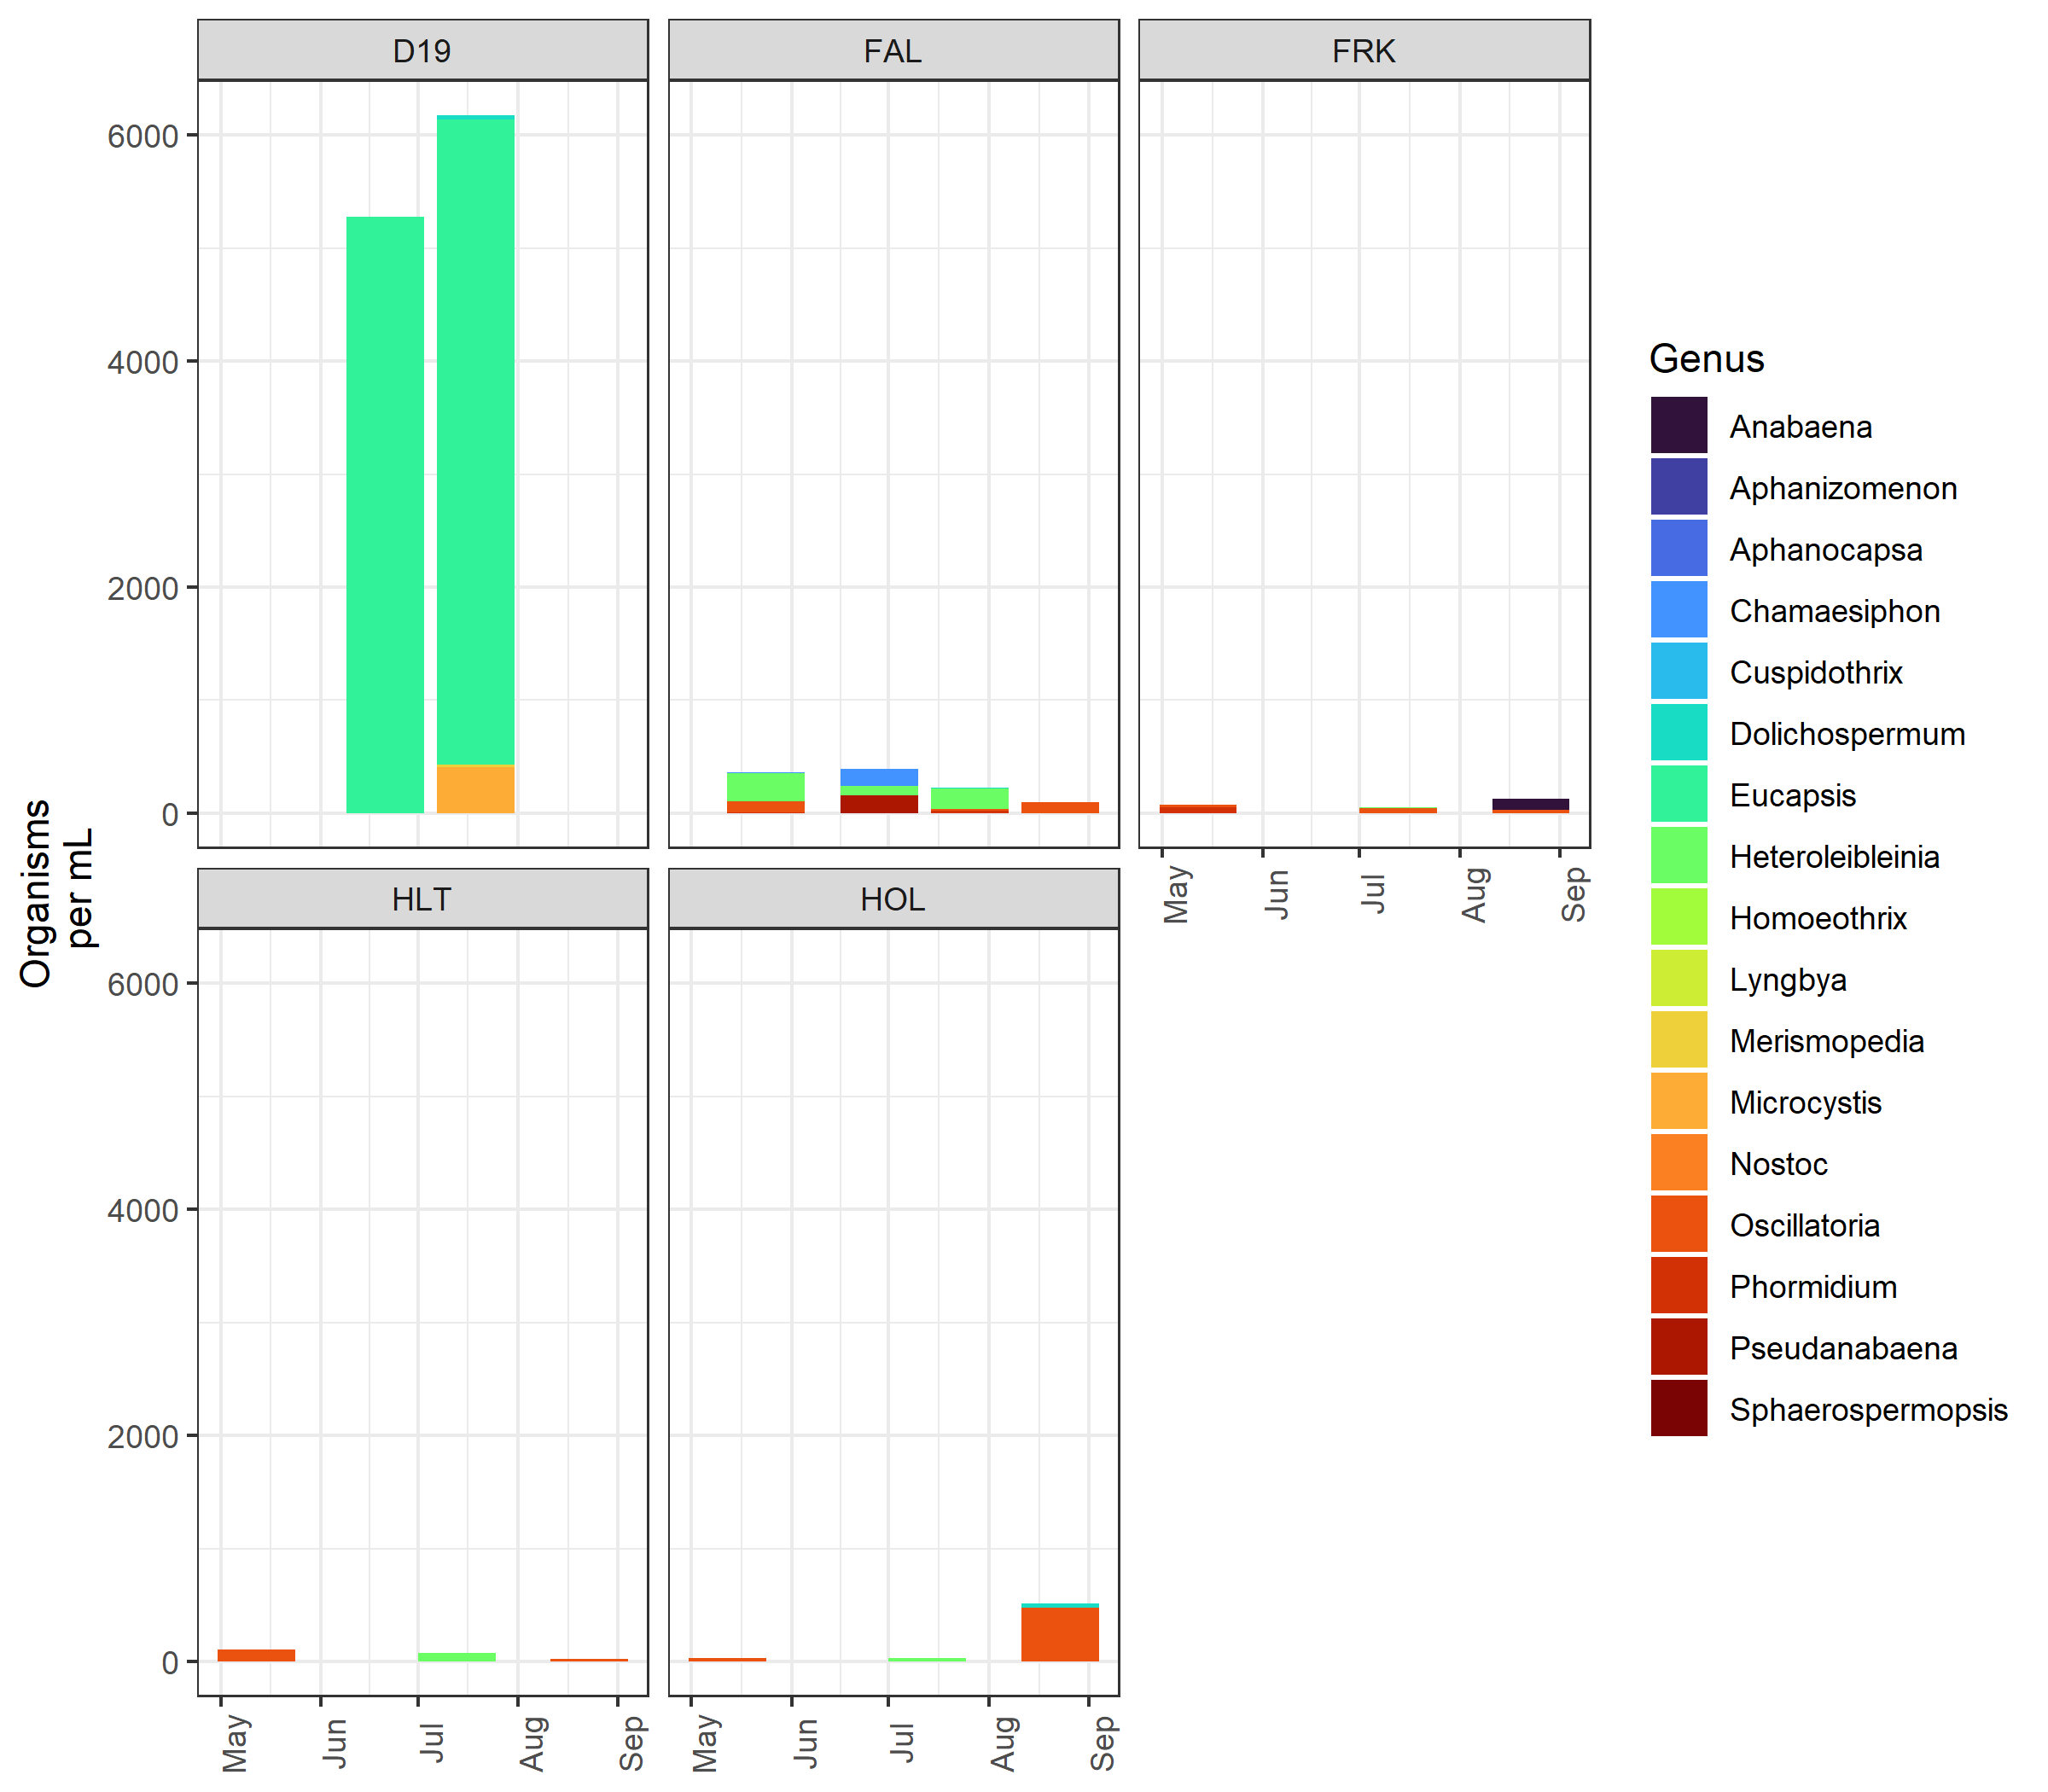 D19
FAL
FRK
6000
4000
2000
0
May
Jun
Jul
Aug
Sep
Organisms
per mL
HLT
HOL
6000
4000
2000
0
May
Jun
Jul
Aug
Sep
May
Jun
Jul
Aug
Sep
Genus
Anabaena
Aphanizomenon
Aphanocapsa
Chamaesiphon
Cuspidothrix
Dolichospermum
Eucapsis
Heteroleibleinia
Homoeothrix
Lyngbya
Merismopedia
Microcystis
Nostoc
Oscillatoria
Phormidium
Pseudanabaena
Sphaerospermopsis